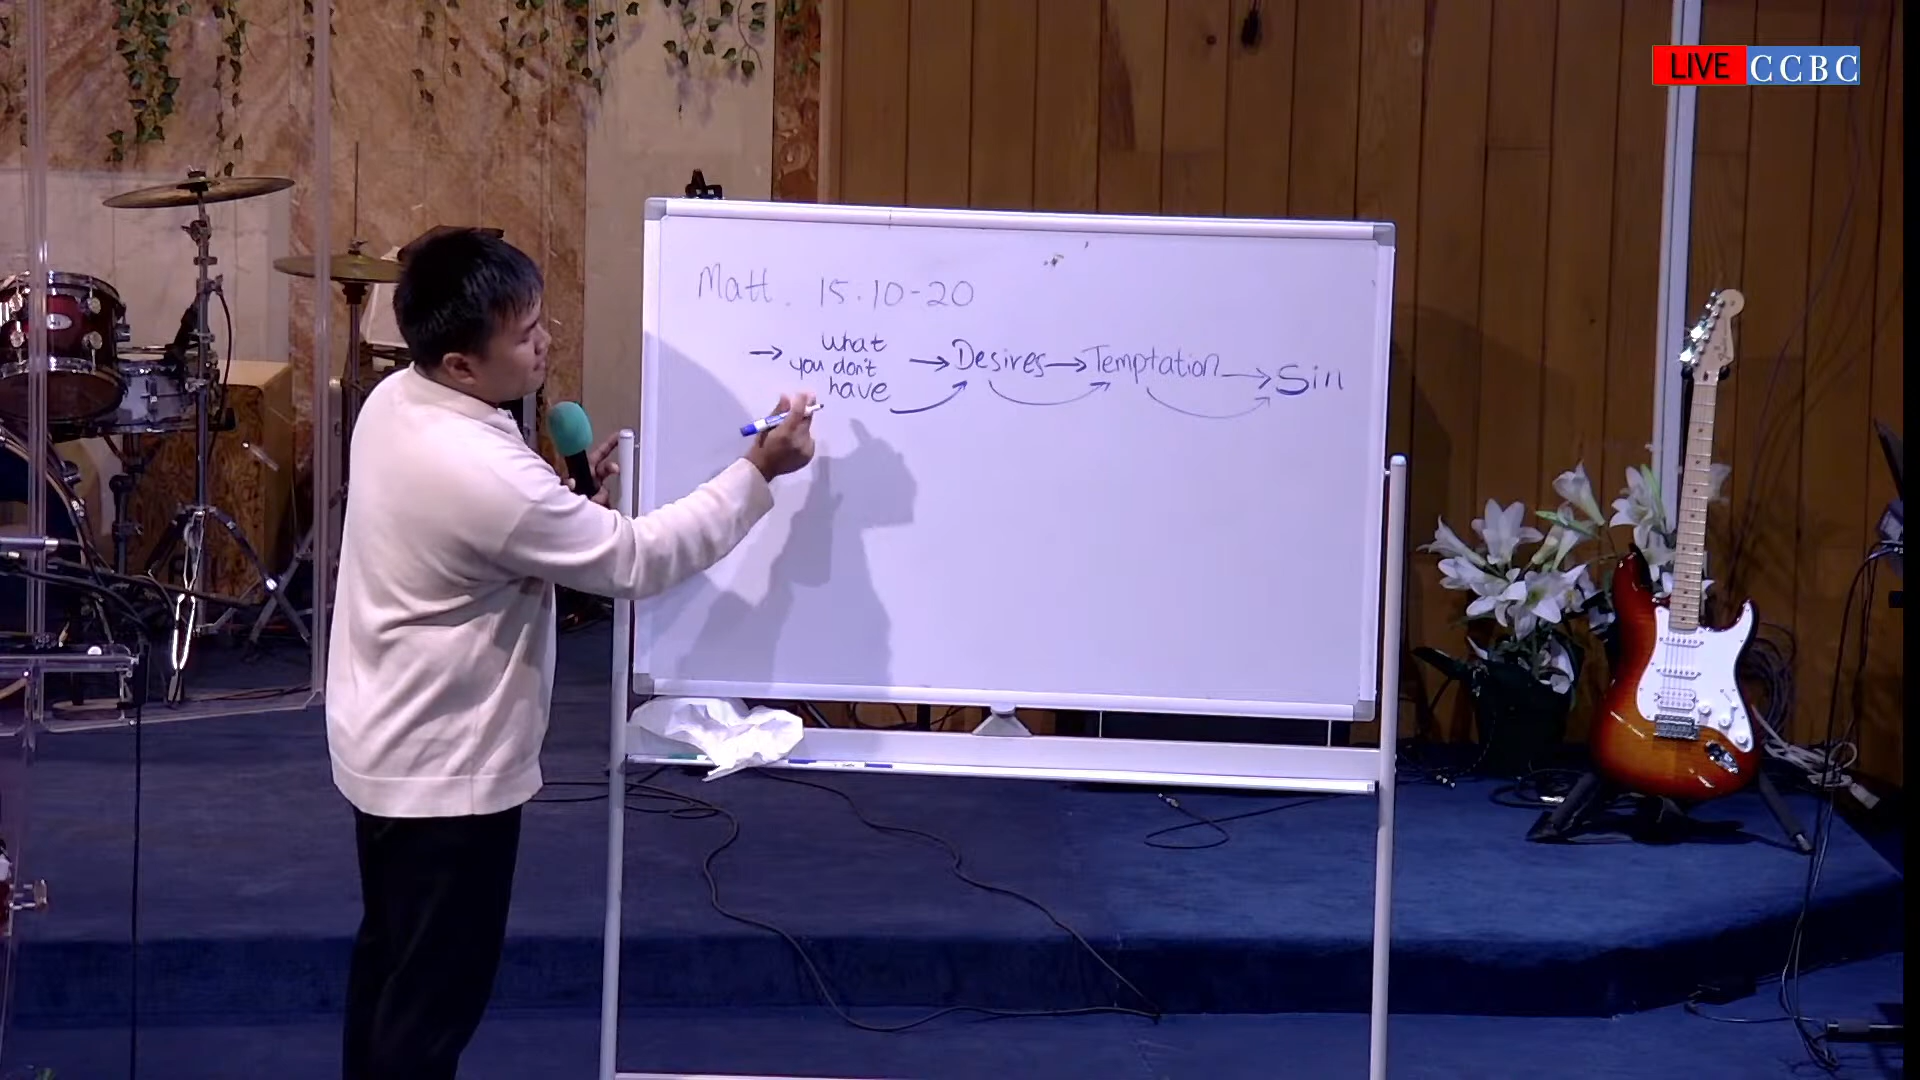 LIVE CCBC
Matt. 15:10-20
→ what you don't have → Desires → Temptation → Sin